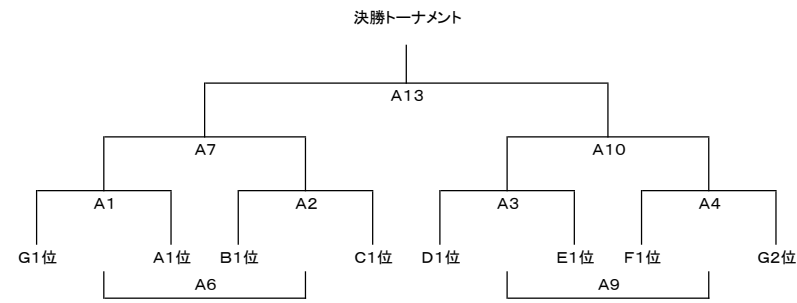 決勝トーナメント
A13
A7 A10
A1 A2 A3 A4
G1位 A1位 B1位 C1位 D1位 E1位 F1位 G2位
A6 A9